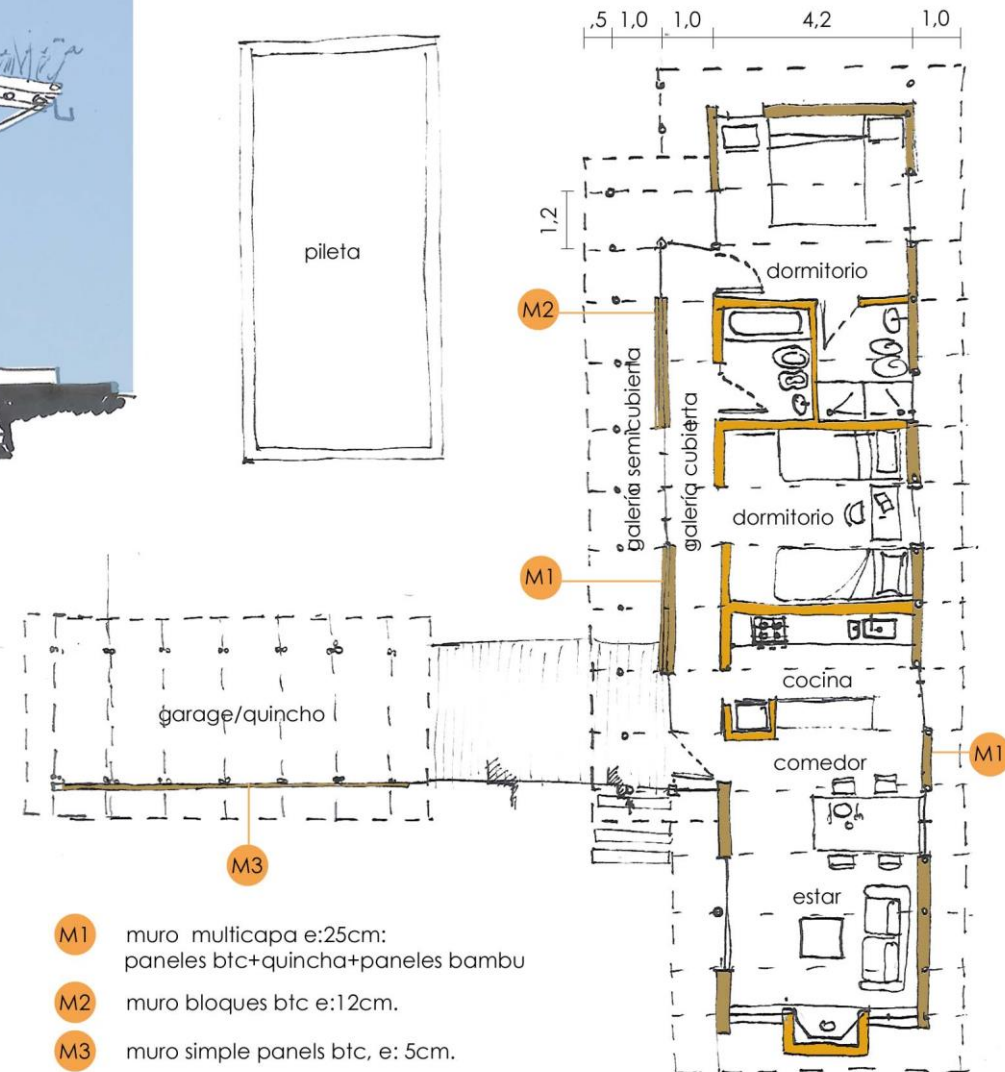 ,5 1,0 1,0 4,2 1,0
1,2
pileta
dormitorio
M2
galería semicubierta
galería cubierta
dormitorio
M1
cocina
garage/quincho
comedor
M1
M3
estar
M1 muro multicapa e:25cm:
paneles btc+quincha+paneles bambu
M2 muro bloques btc e:12cm.
M3 muro simple panels btc, e: 5cm.